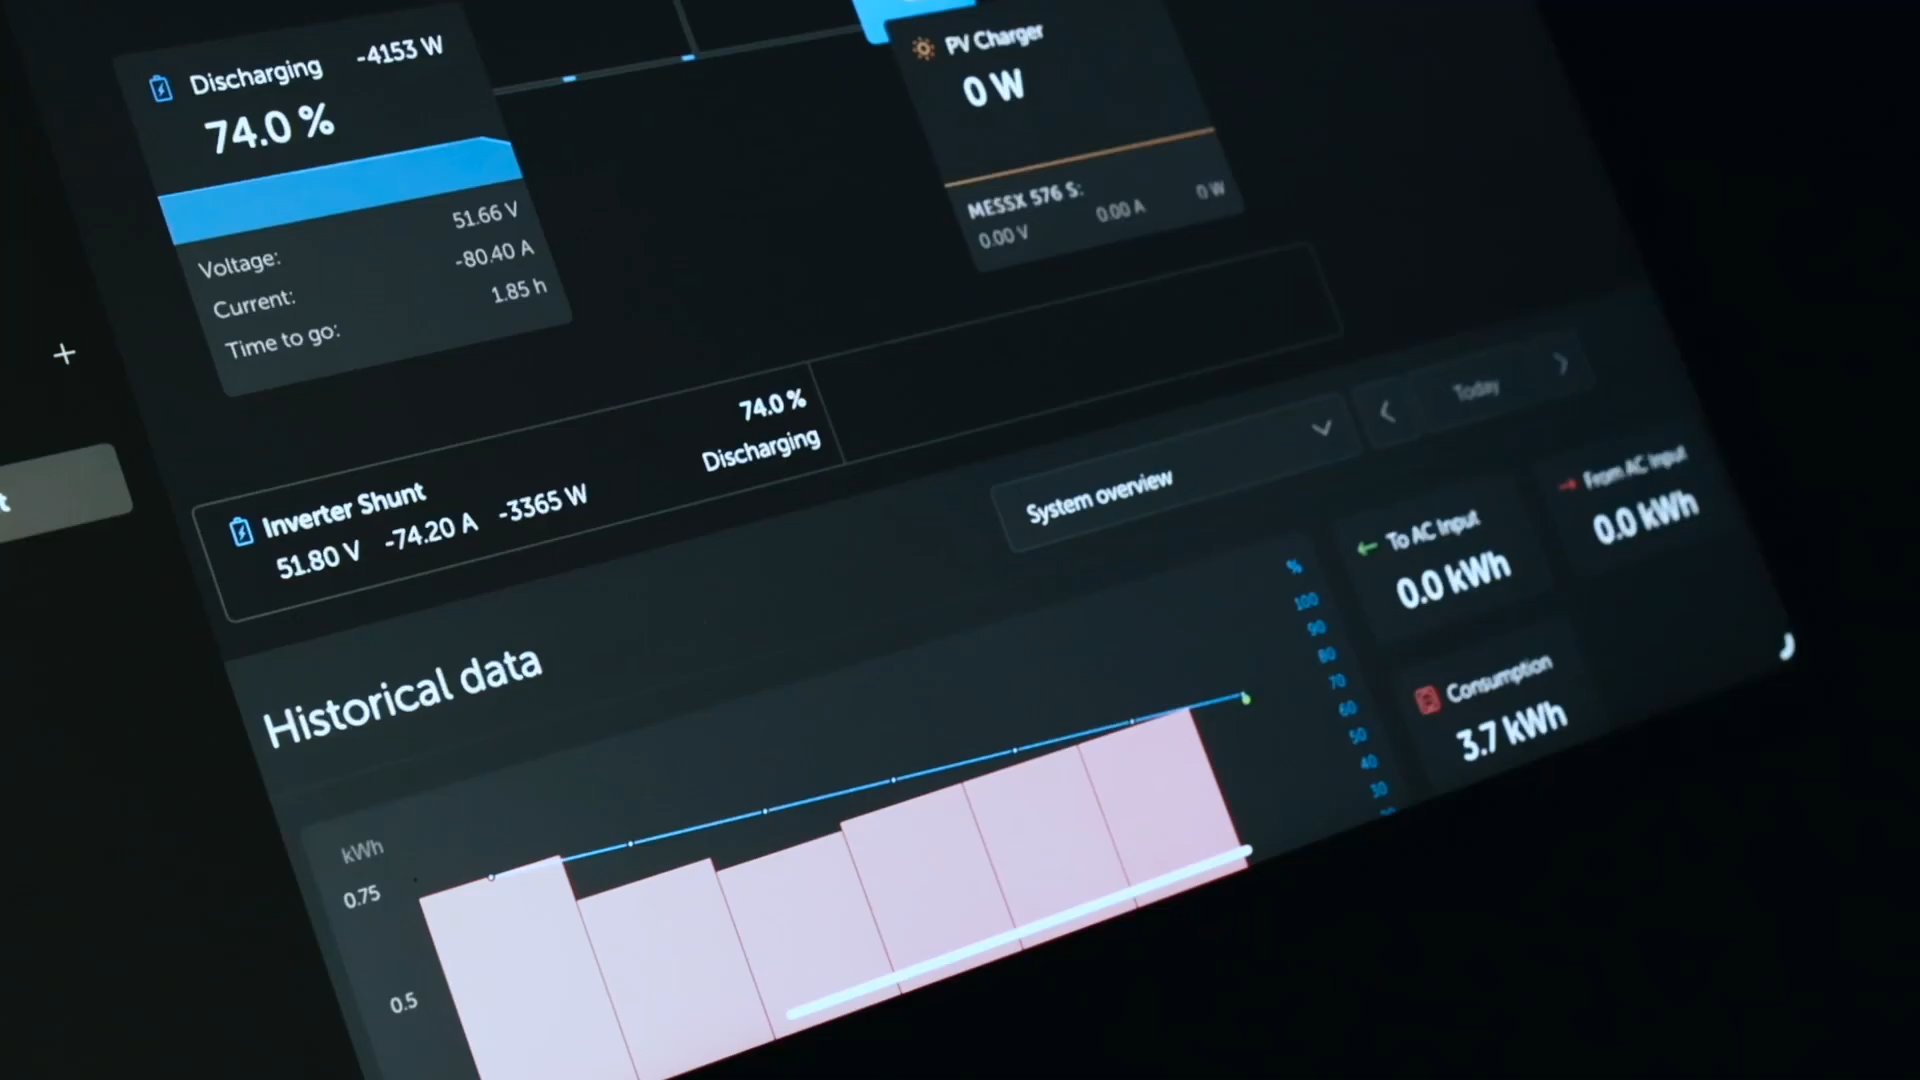 Discharging -4153 W
74.0 %
Voltage: 51.66 V
Current: -80.40 A
Time to go: 1.85 h
PV Charger
0 W
MESSX 576 S:
0.00 V 0.00 A 0 W
Inverter Shunt 74.0 %
51.80 V -74.20 A -3365 W Discharging
Historical data
System overview
Today
To AC Input
0.0 kWh
From AC Input
0.0 kWh
Consumption
3.7 kWh
kWh
0.75
0.5
%
100
90
80
70
60
50
40
30